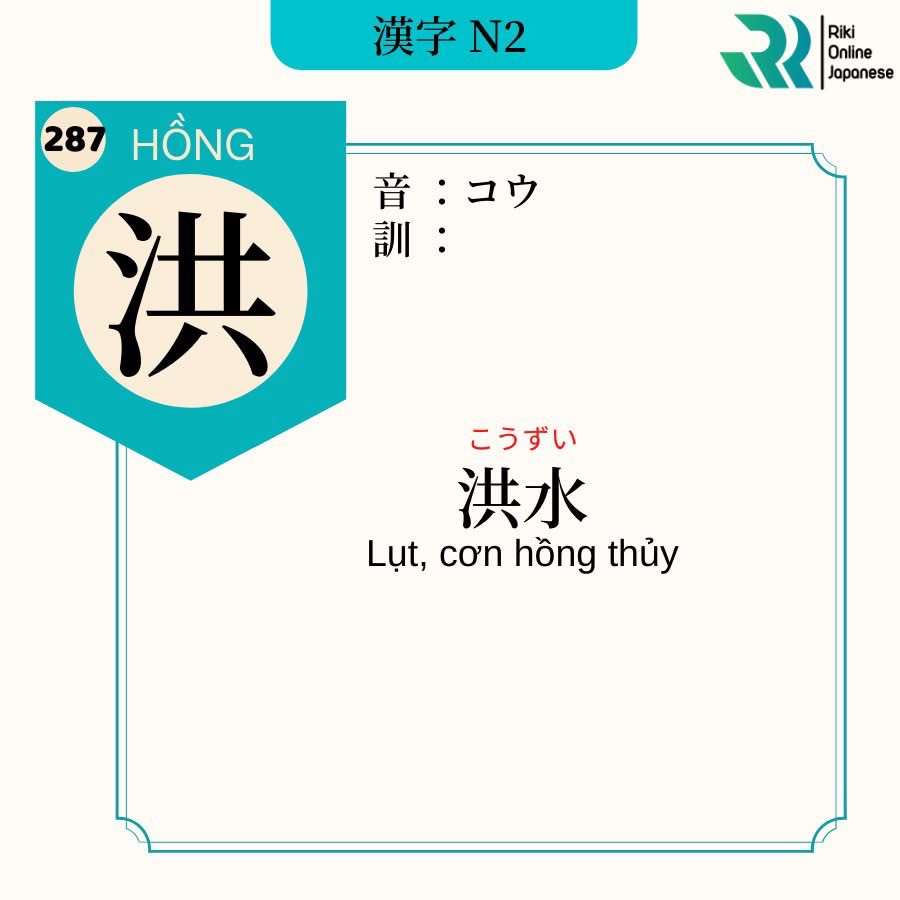 漢字 N2
Riki
Online
Japanese
287
HỒNG
洪
音 ：コウ
訓 ：
こうずい
洪水
Lụt, cơn hồng thủy